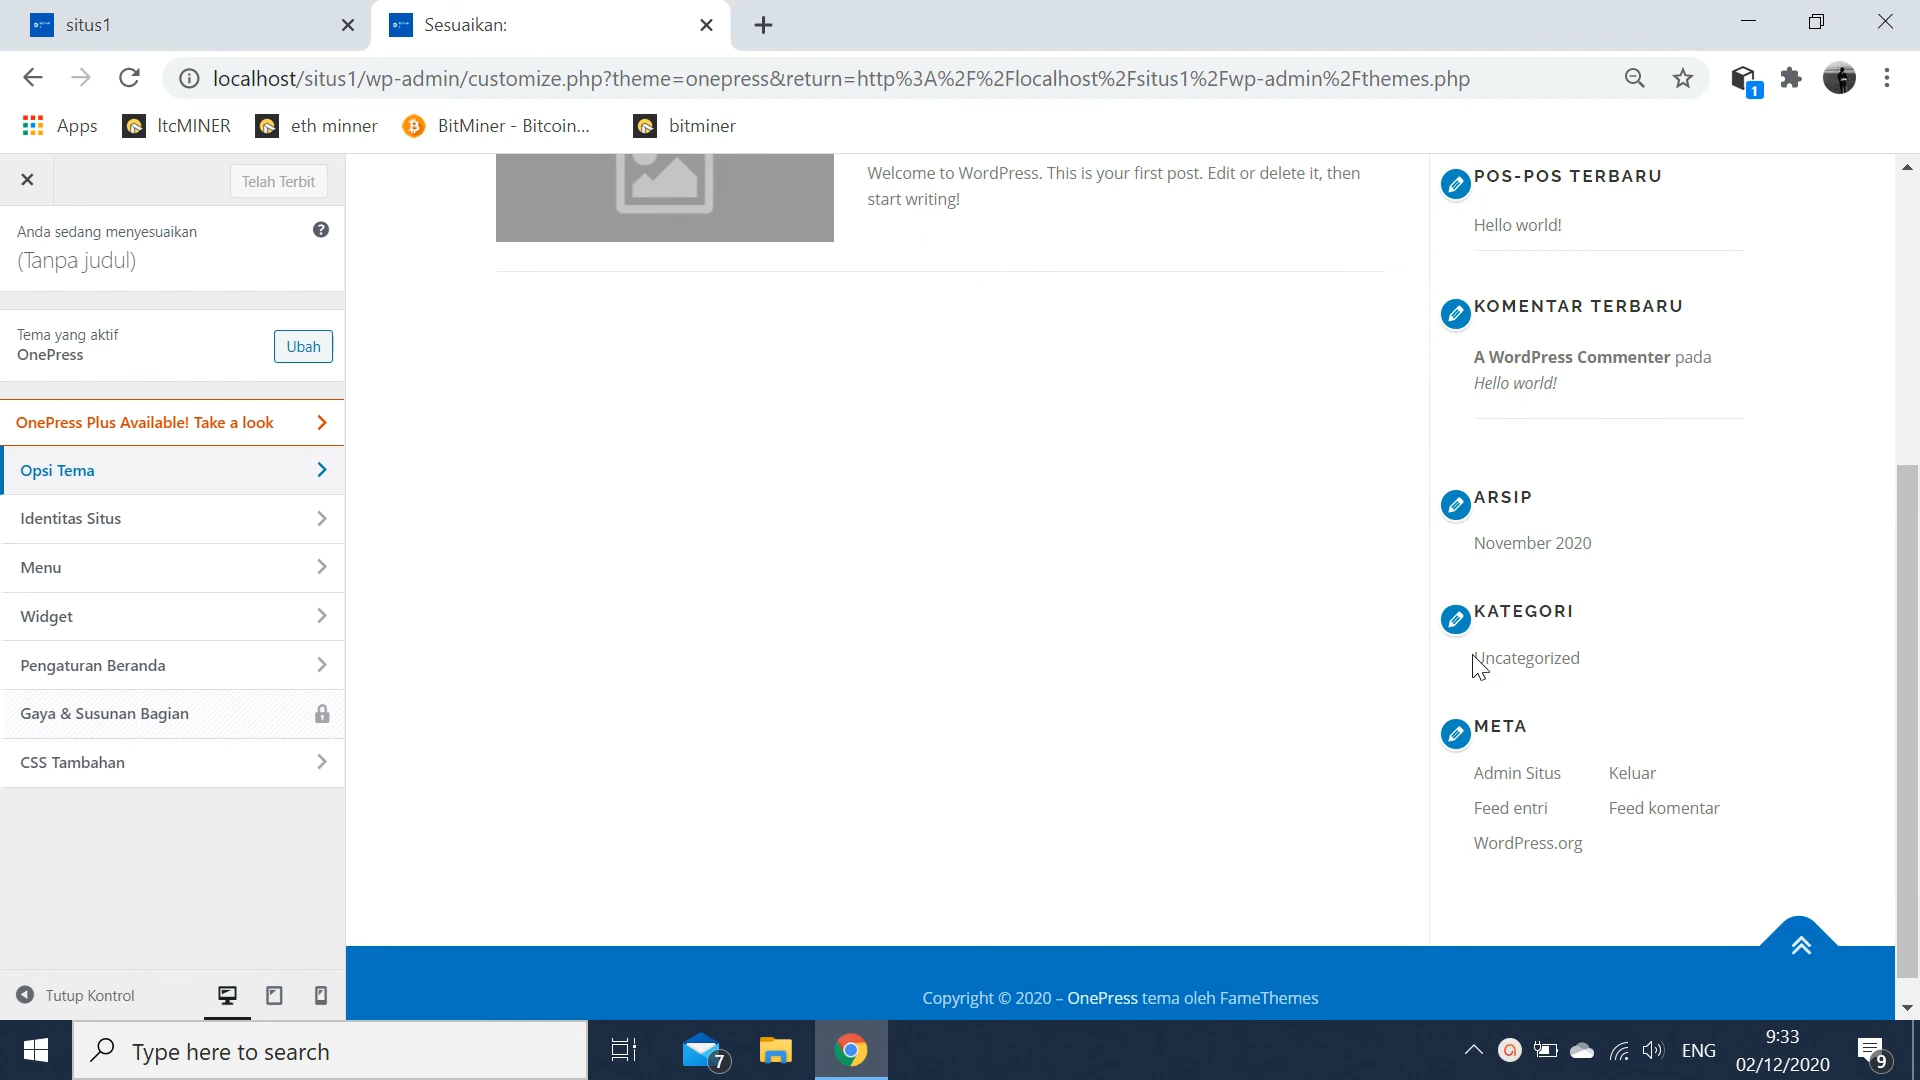 situs1
Sesuaikan:
localhost/situs1/wp-admin/customize.php?theme=onepress&return=http%3A%2F%2Flocalhost%2Fsitus1%2Fwp-admin%2Fthemes.php
1
Apps
ltcMINER
eth minner
BitMiner - Bitcoin...
bitminer
Telah Terbit
Anda sedang menyesuaikan
(Tanpa judul)
Tema yang aktif
OnePress
Ubah
OnePress Plus Available! Take a look
Opsi Tema
Identitas Situs
Menu
Widget
Pengaturan Beranda
Gaya & Susunan Bagian
CSS Tambahan
Tutup Kontrol
Welcome to WordPress. This is your first post. Edit or delete it, then
start writing!
POS-POS TERBARU
Hello world!
KOMENTAR TERBARU
A WordPress Commenter pada
Hello world!
ARSIP
November 2020
KATEGORI
Uncategorized
META
Admin Situs
Keluar
Feed entri
Feed komentar
WordPress.org
Copyright © 2020 – OnePress tema oleh FameThemes
Type here to search
7
ENG
9:33
02/12/2020
9